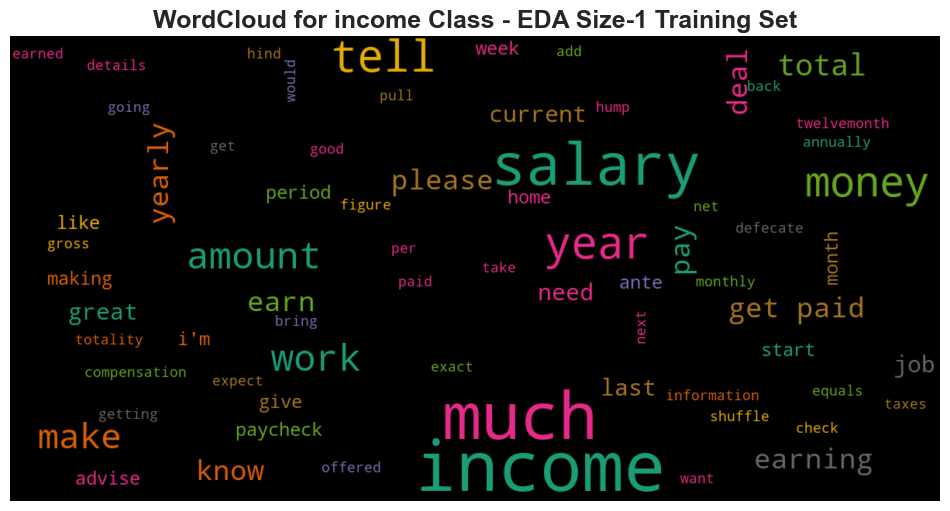 WordCloud for income Class - EDA Size-1 Training Set
earned
details
hind
would
tell
week
add
deal
back
total
going
pull
current
hump
twelvemonth
annually
yearly
get
good
please
salary
money
period
figure
home
net
like
gross
defecate
year
pay
month
amount
per
paid
take
making
need
ante
monthly
great
earn
bring
get paid
next
totality
i'm
work
start
job
compensation
expect
exact
last
information
equals
taxes
give
getting
shuffle
check
make
paycheck
much
earning
advise
know
offered
income
want